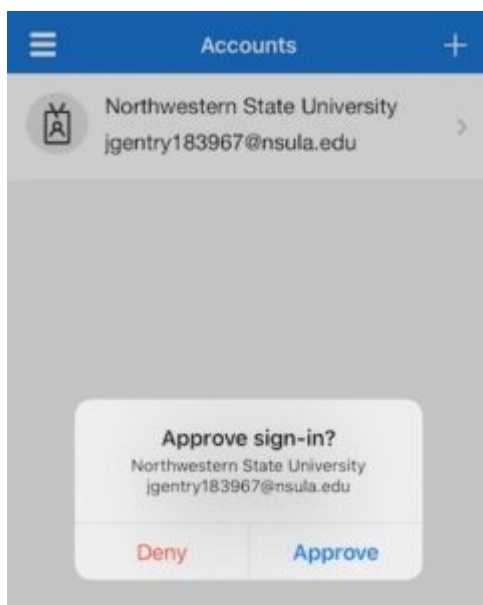 Accounts
Northwestern State University
jgentry183967@nsula.edu
Approve sign-in?
Northwestern State University
jgentry183967@nsula.edu
Deny Approve